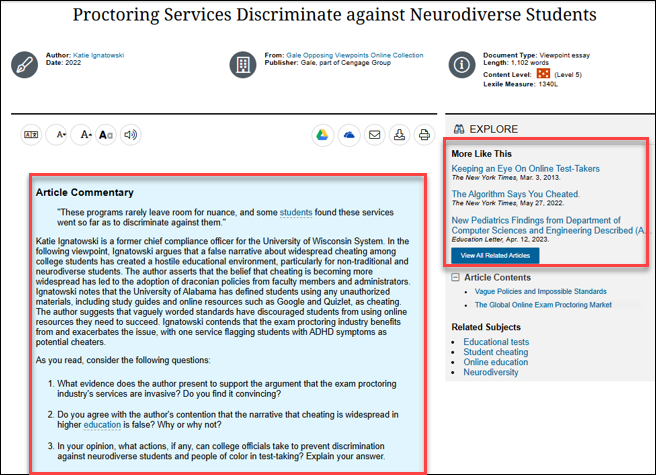 Proctoring Services Discriminate against Neurodiverse Students
Author: Katie Ignatowski
Date: 2022
From: Gale Opposing Viewpoints Online Collection
Publisher: Gale, part of Cengage Group
Document Type: Viewpoint essay
Length: 1,102 words
Content Level: (Level 5)
Lexile Measure: 1340L
A
A
Aa
EXPLORE
More Like This
Keeping an Eye On Online Test-Takers
The New York Times, Mar. 3, 2013.
The Algorithm Says You Cheated.
The New York Times, May 27, 2022.
New Pediatrics Findings from Department of
Computer Sciences and Engineering Described (A...
Education Letter, Apr. 12, 2023.
View All Related Articles
Article Contents
Vague Policies and Impossible Standards
The Global Online Exam Proctoring Market
Related Subjects
Educational tests
Student cheating
Online education
Neurodiversity
Article Commentary
"These programs rarely leave room for nuance, and some students found these services
went so far as to discriminate against them."
Katie Ignatowski is a former chief compliance officer for the University of Wisconsin System. In the
following viewpoint, Ignatowski argues that a false narrative about widespread cheating among
college students has created a hostile educational environment, particularly for non-traditional and
neurodiverse students. The author asserts that the belief that cheating is becoming more
widespread has led to the adoption of draconian policies from faculty members and administrators.
Ignatowski notes that the University of Alabama has defined students using any unauthorized
materials, including study guides and online resources such as Google and Quizlet, as cheating.
The author suggests that vaguely worded standards have discouraged students from using online
resources they need to succeed. Ignatowski contends that the exam proctoring industry benefits
from and exacerbates the issue, with one service flagging students with ADHD symptoms as
potential cheaters.
As you read, consider the following questions:
1. What evidence does the author present to support the argument that the exam proctoring
industry's services are invasive? Do you find it convincing?
2. Do you agree with the author's contention that the narrative that cheating is widespread in
higher education is false? Why or why not?
3. In your opinion, what actions, if any, can college officials take to prevent discrimination
against neurodiverse students and people of color in test-taking? Explain your answer.